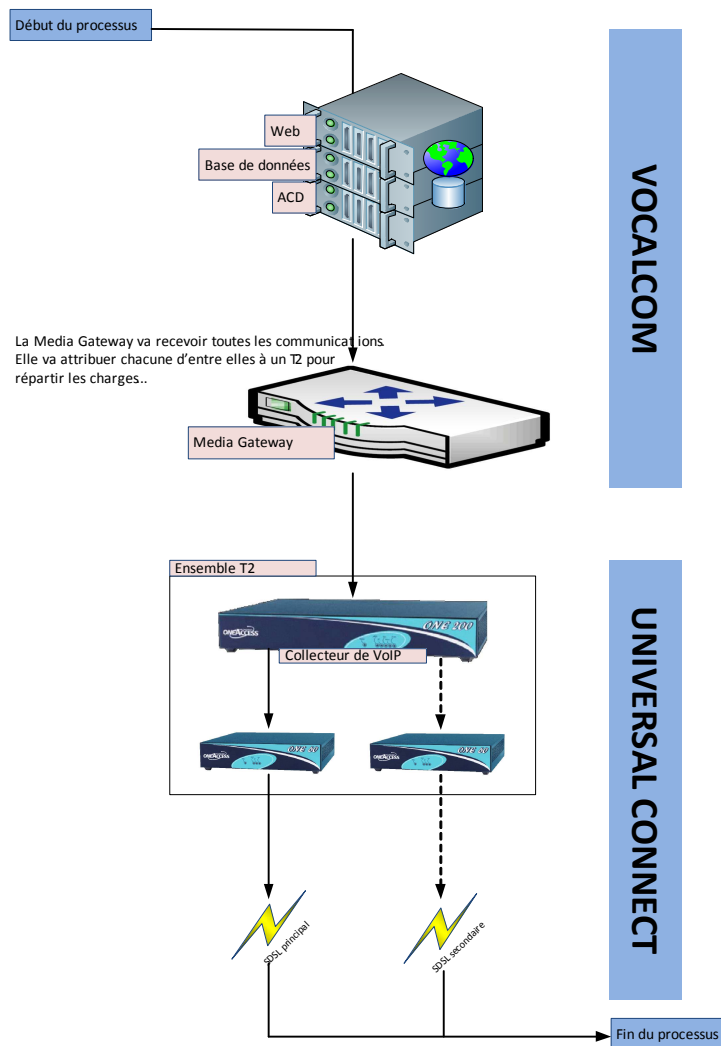 Début du processus
Web
Base de données
ACD
VOCALCOM
La Media Gateway va recevoir toutes les communications.
Elle va attribuer chacune d'entre elles à un T2 pour
répartir les charges...
Media Gateway
Ensemble T2
ONEACCESS
ONE 200
Collecteur de VoIP
ONEACCESS
ONEACCESS
UNIVERSAL CONNECT
SDSL principal
SDSL secondaire
Fin du processus